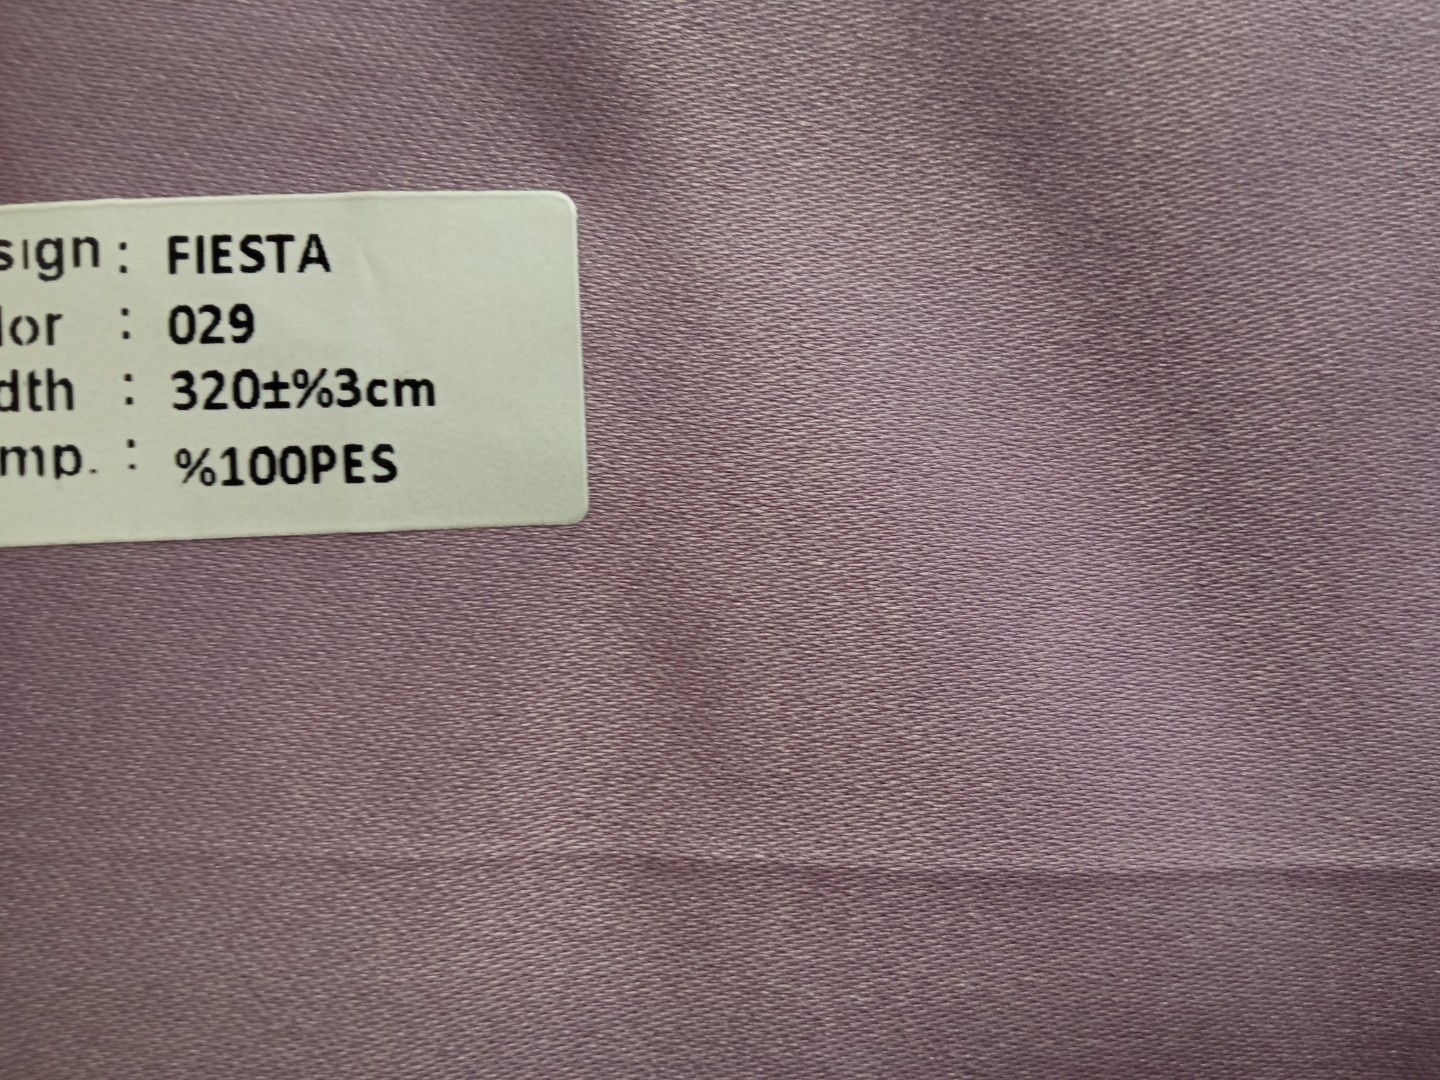 sign : FIESTA
lor : 029
dth : 320±%3cm
mp. : %100PES